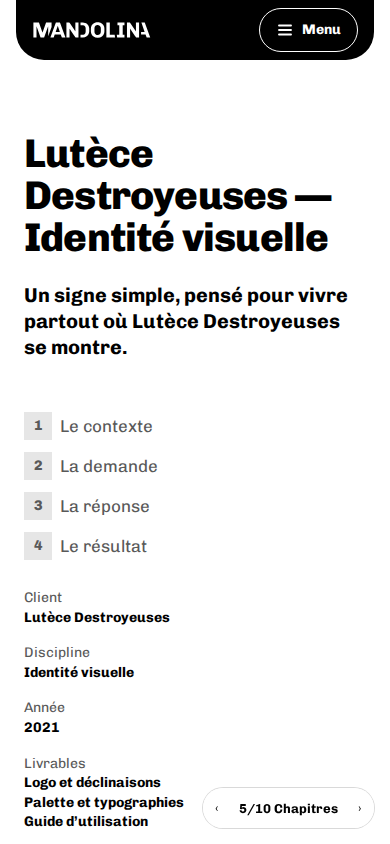 MANDOLINA
Menu
Lutèce
Destroyeuses —
Identité visuelle
Un signe simple, pensé pour vivre
partout où Lutèce Destroyeuses
se montre.
1 Le contexte
2 La demande
3 La réponse
4 Le résultat
Client
Lutèce Destroyeuses
Discipline
Identité visuelle
Année
2021
Livrables
Logo et déclinaisons
Palette et typographies
Guide d’utilisation
‹ 5/10 Chapitres ›